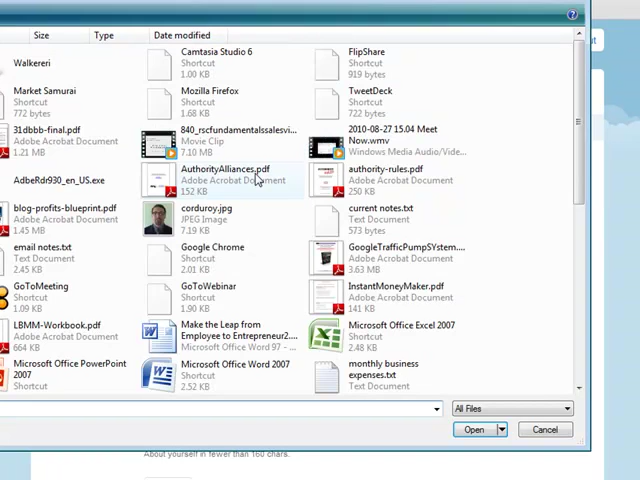 Size
Type
Date modified
Walkereri
Camtasia Studio 6
Shortcut
1.00 KB
FlipShare
Shortcut
919 bytes
Market Samurai
Shortcut
772 bytes
Mozilla Firefox
Shortcut
1.68 KB
TweetDeck
Shortcut
722 bytes
31dbbb-final.pdf
Adobe Acrobat Document
1.21 MB
840_rscfundamentalssalesvi...
Movie Clip
7.10 MB
2010-08-27 15.04 Meet
Now.wmv
Windows Media Audio/Vide...
AdbeRdr930_en_US.exe
AuthorityAlliances.pdf
Adobe Acrobat Document
152 KB
authority-rules.pdf
Adobe Acrobat Document
250 KB
blog-profits-blueprint.pdf
Adobe Acrobat Document
1.45 MB
corduroy.jpg
JPEG Image
7.19 KB
current notes.txt
Text Document
573 bytes
email notes.txt
Text Document
2.45 KB
Google Chrome
Shortcut
2.01 KB
GoogleTrafficPumpSYstem....
Adobe Acrobat Document
3.63 MB
GoToMeeting
Shortcut
1.09 KB
GoToWebinar
Shortcut
1.90 KB
InstantMoneyMaker.pdf
Adobe Acrobat Document
141 KB
LBMM-Workbook.pdf
Adobe Acrobat Document
664 KB
Make the Leap from
Employee to Entrepreneur2....
Microsoft Office Word 97 - ...
Microsoft Office Excel 2007
Shortcut
2.48 KB
Microsoft Office PowerPoint
2007
Shortcut
Microsoft Office Word 2007
Shortcut
2.52 KB
monthly business
expenses.txt
Text Document
All Files
Open
Cancel
About yourself in fewer than 160 chars.